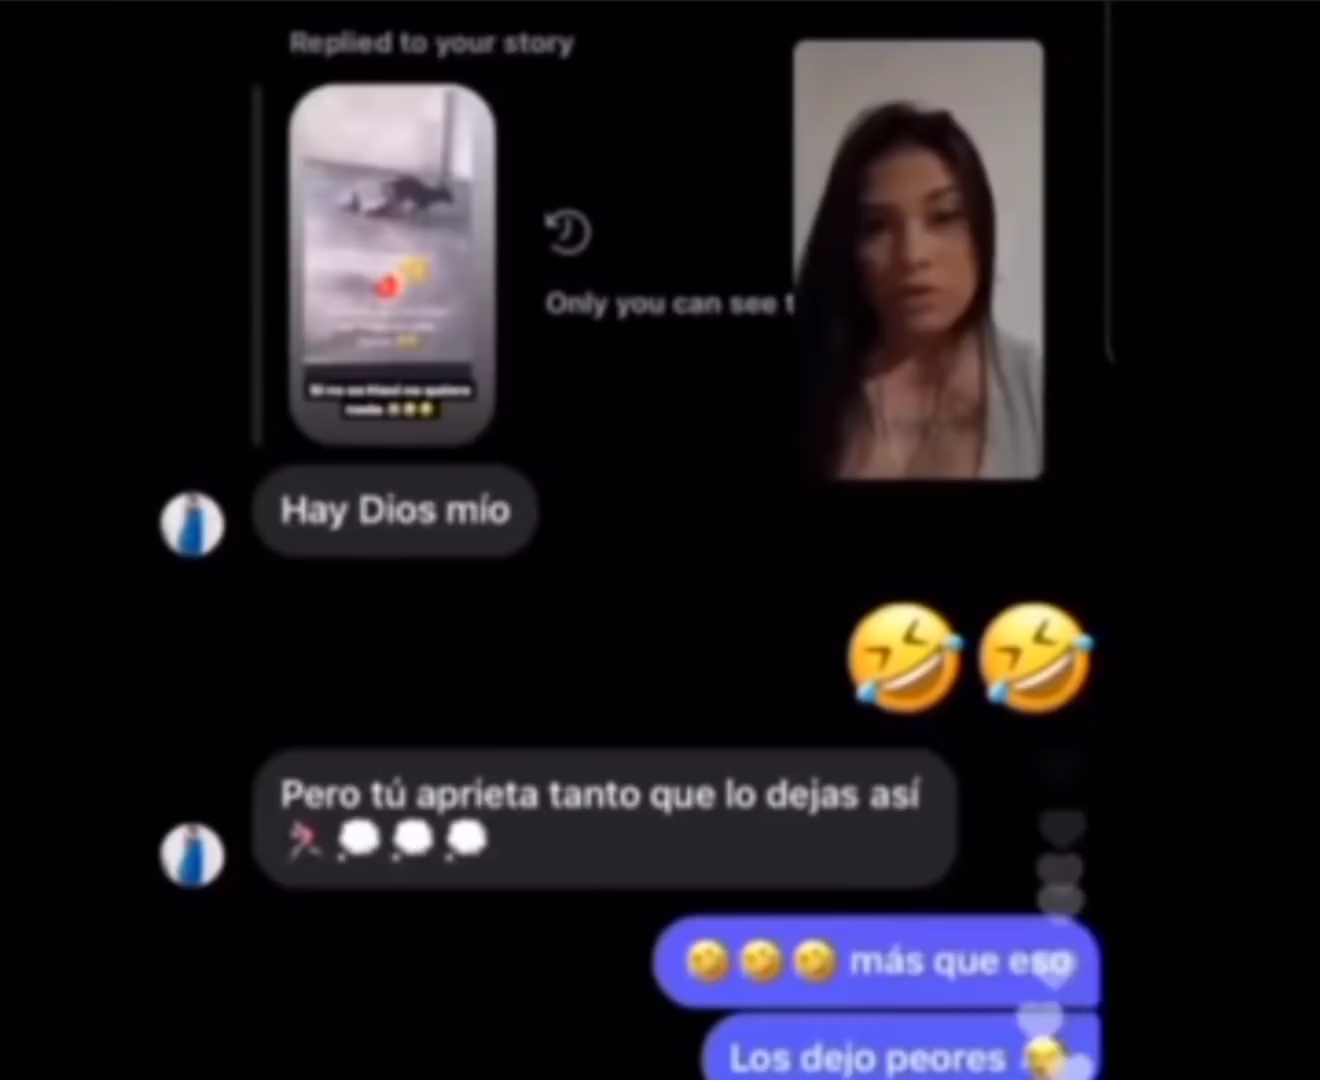 Replied to your story
Only you can see t
Hay Dios mío
🤣🤣
Pero tú aprieta tanto que lo dejas así
💭💭💭
🤣🤣🤣 más que eso
Los dejo peores